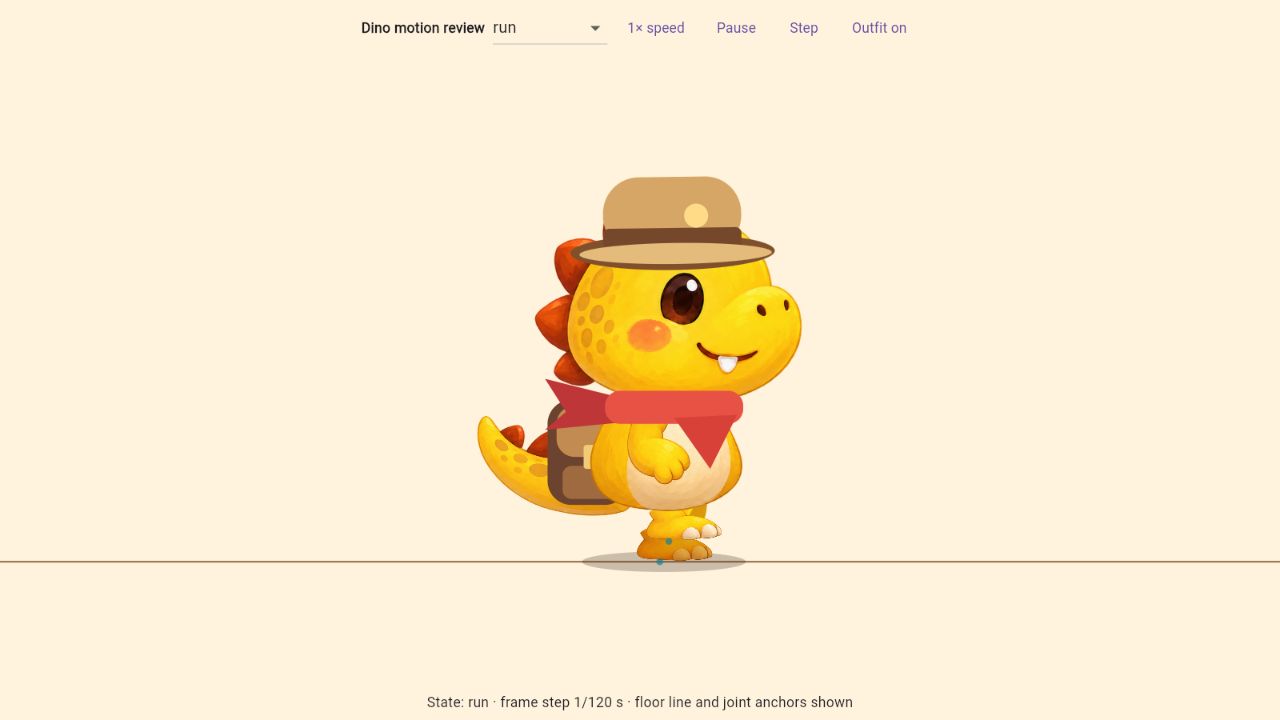 Dino motion review run 1× speed Pause Step Outfit on
State: run · frame step 1/120 s · floor line and joint anchors shown